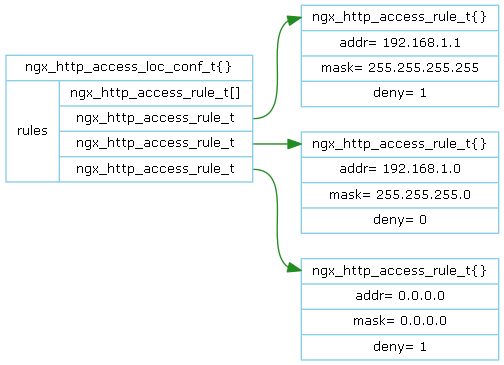 ngx_http_access_loc_conf_t{}
rules
ngx_http_access_rule_t[]
ngx_http_access_rule_t
ngx_http_access_rule_t
ngx_http_access_rule_t
ngx_http_access_rule_t{}
addr= 192.168.1.1
mask= 255.255.255.255
deny= 1
ngx_http_access_rule_t{}
addr= 192.168.1.0
mask= 255.255.255.0
deny= 0
ngx_http_access_rule_t{}
addr= 0.0.0.0
mask= 0.0.0.0
deny= 1